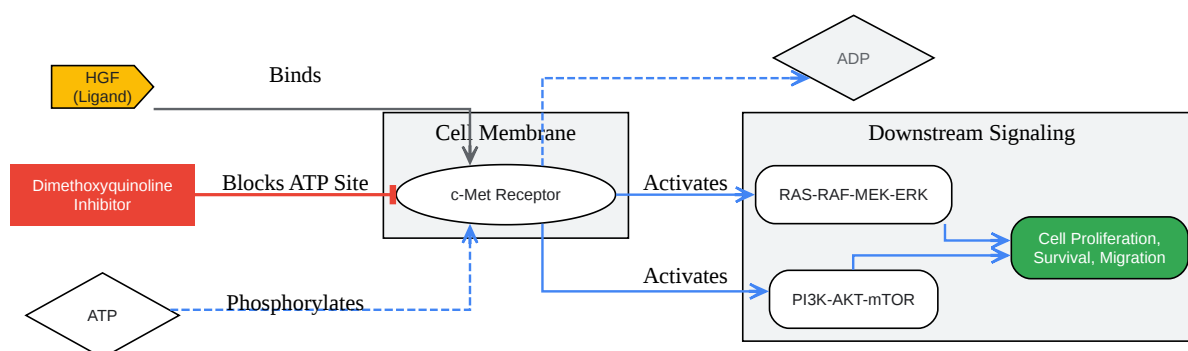 ADP
HGF
(Ligand)
Binds
Cell Membrane
Downstream Signaling
Dimethoxyquinoline
Inhibitor
Blocks ATP Site
c-Met Receptor
Activates
RAS-RAF-MEK-ERK
Cell Proliferation,
Survival, Migration
Activates
PI3K-AKT-mTOR
Phosphorylates
ATP